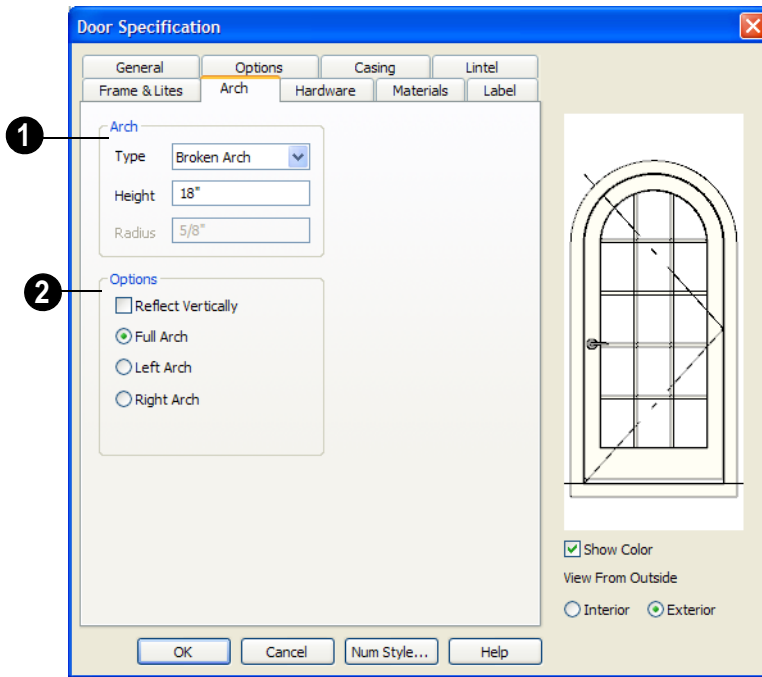 Door Specification
General Options Casing Lintel
Frame & Lites Arch Hardware Materials Label
1
Arch
Type Broken Arch
Height 18"
Radius 5/8"
2
Options
Reflect Vertically
Full Arch
Left Arch
Right Arch
Show Color
View From Outside
Interior Exterior
OK Cancel Num Style... Help